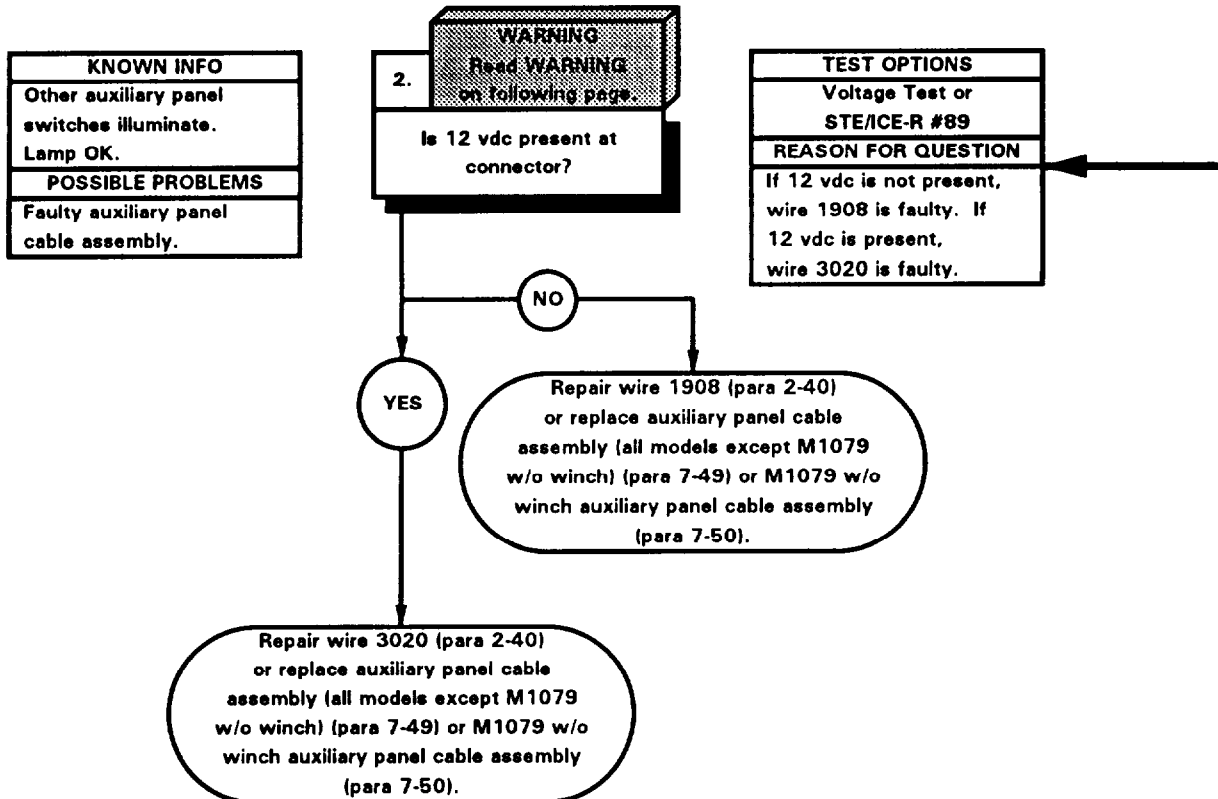 KNOWN INFO
Other auxiliary panel
switches illuminate.
Lamp OK.
POSSIBLE PROBLEMS
Faulty auxiliary panel
cable assembly.
WARNING
Read WARNING
on following page.
2.
Is 12 vdc present at
connector?
TEST OPTIONS
Voltage Test or
STE/ICE-R #89
REASON FOR QUESTION
If 12 vdc is not present,
wire 1908 is faulty. If
12 vdc is present,
wire 3020 is faulty.
NO
YES
Repair wire 1908 (para 2-40)
or replace auxiliary panel cable
assembly (all models except M1079
w/o winch) (para 7-49) or M1079 w/o
winch auxiliary panel cable assembly
(para 7-50).
Repair wire 3020 (para 2-40)
or replace auxiliary panel cable
assembly (all models except M1079
w/o winch) (para 7-49) or M1079 w/o
winch auxiliary panel cable assembly
(para 7-50).